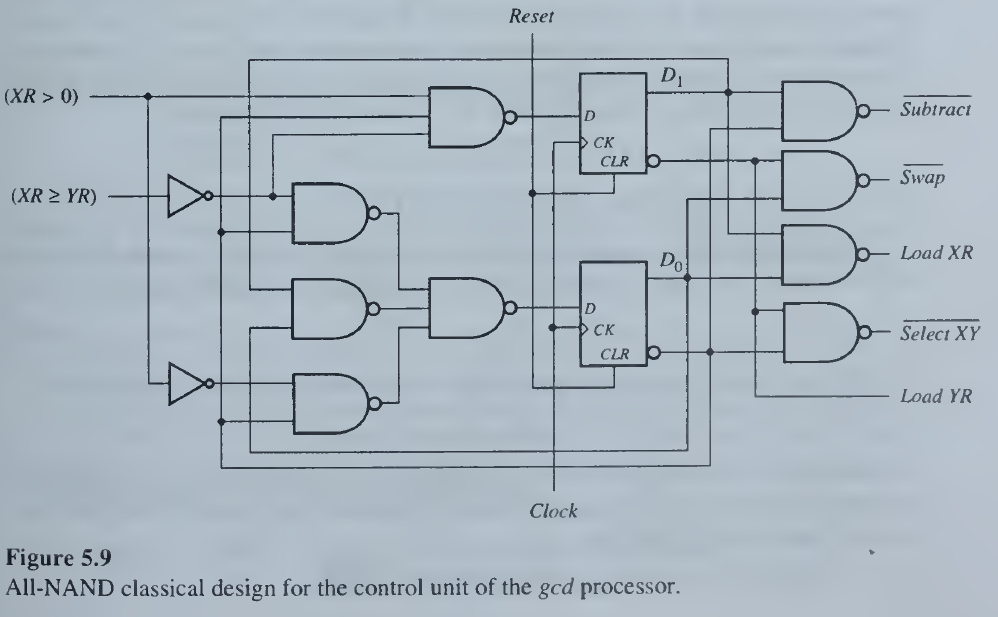 Reset
(XR > 0)
D₁
D
CK
CLR
Subtract
(XR ≥ YR)
Swap
Load XR
D₀
D
CK
CLR
Select XY
Load YR
Clock
Figure 5.9
All-NAND classical design for the control unit of the gcd processor.